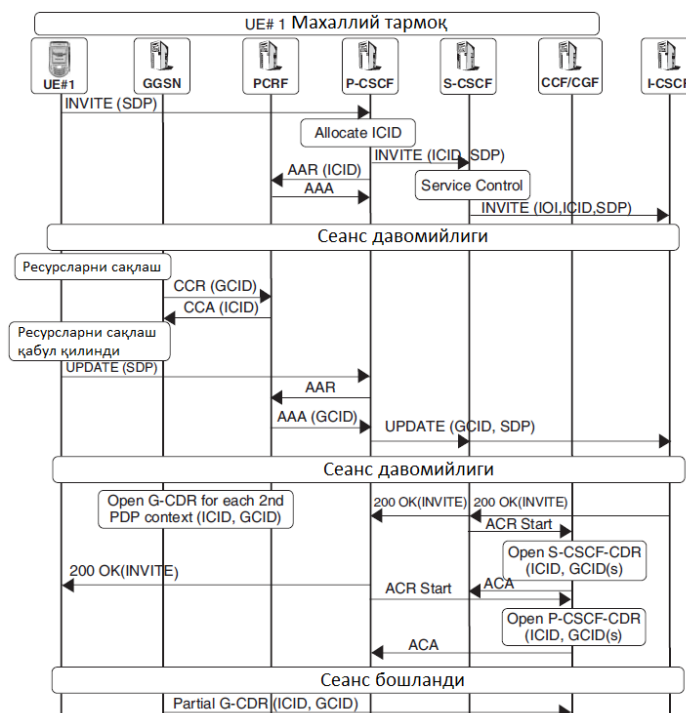 UE# 1 Махаллий тармоқ
UE#1 GGSN PCRF P-CSCF S-CSCF CCF/CGF I-CSCF
INVITE (SDP)
Allocate ICID
INVITE (ICID, SDP)
AAR (ICID)
AAA
Service Control
INVITE (IOI,ICID,SDP)
Сеанс давомийлиги
Ресурсларни сақлаш
CCR (GCID)
CCA (ICID)
Ресурсларни сақлаш
қабул қилинди
UPDATE (SDP)
AAR
AAA (GCID)
UPDATE (GCID, SDP)
Сеанс давомийлиги
Open G-CDR for each 2nd
PDP context (ICID, GCID)
200 OK(INVITE) 200 OK(INVITE)
ACR Start
Open S-CSCF-CDR
(ICID, GCID(s)
200 OK(INVITE)
ACA
ACR Start
Open P-CSCF-CDR
(ICID, GCID(s)
ACA
Сеанс бошланди
Partial G-CDR (ICID, GCID)